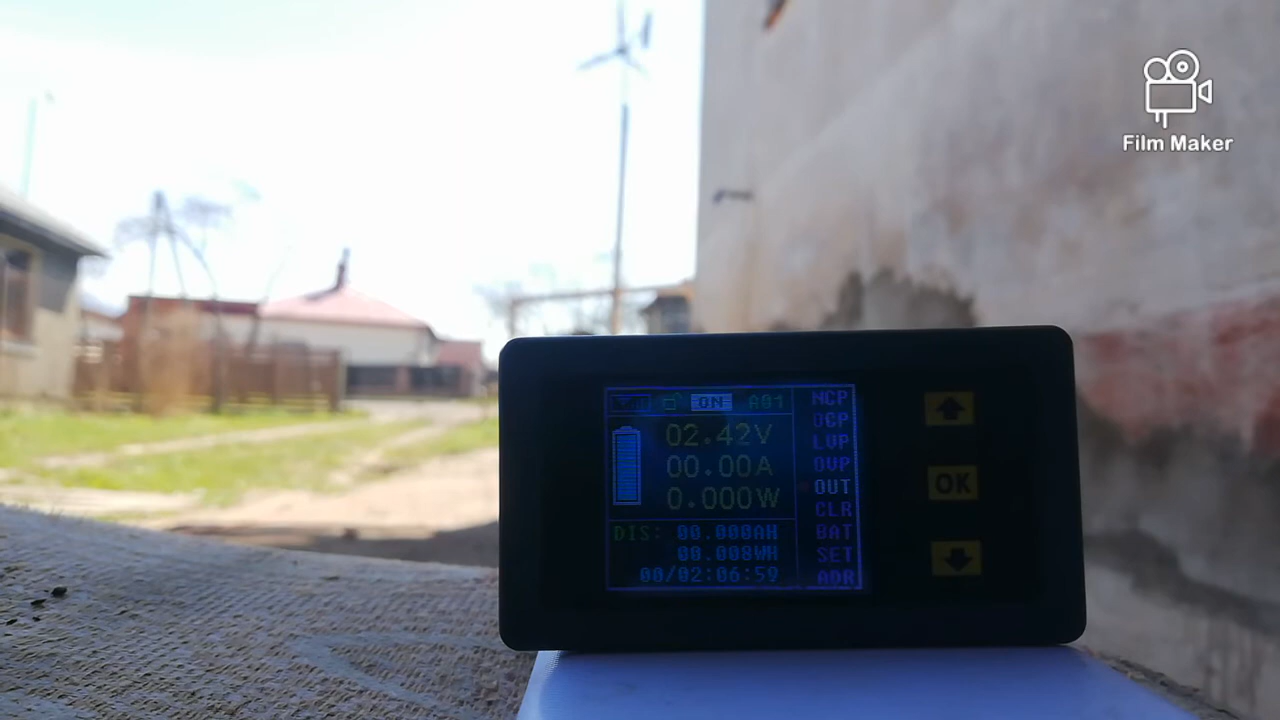 Film Maker
ON A01
02.42V
00.00A
0.000W
DIS: 00.008AH
00.008WH
00/02:06:59
NCP
OCP
LVP
OVP
OUT
CLR
BAT
SET
ADR
OK